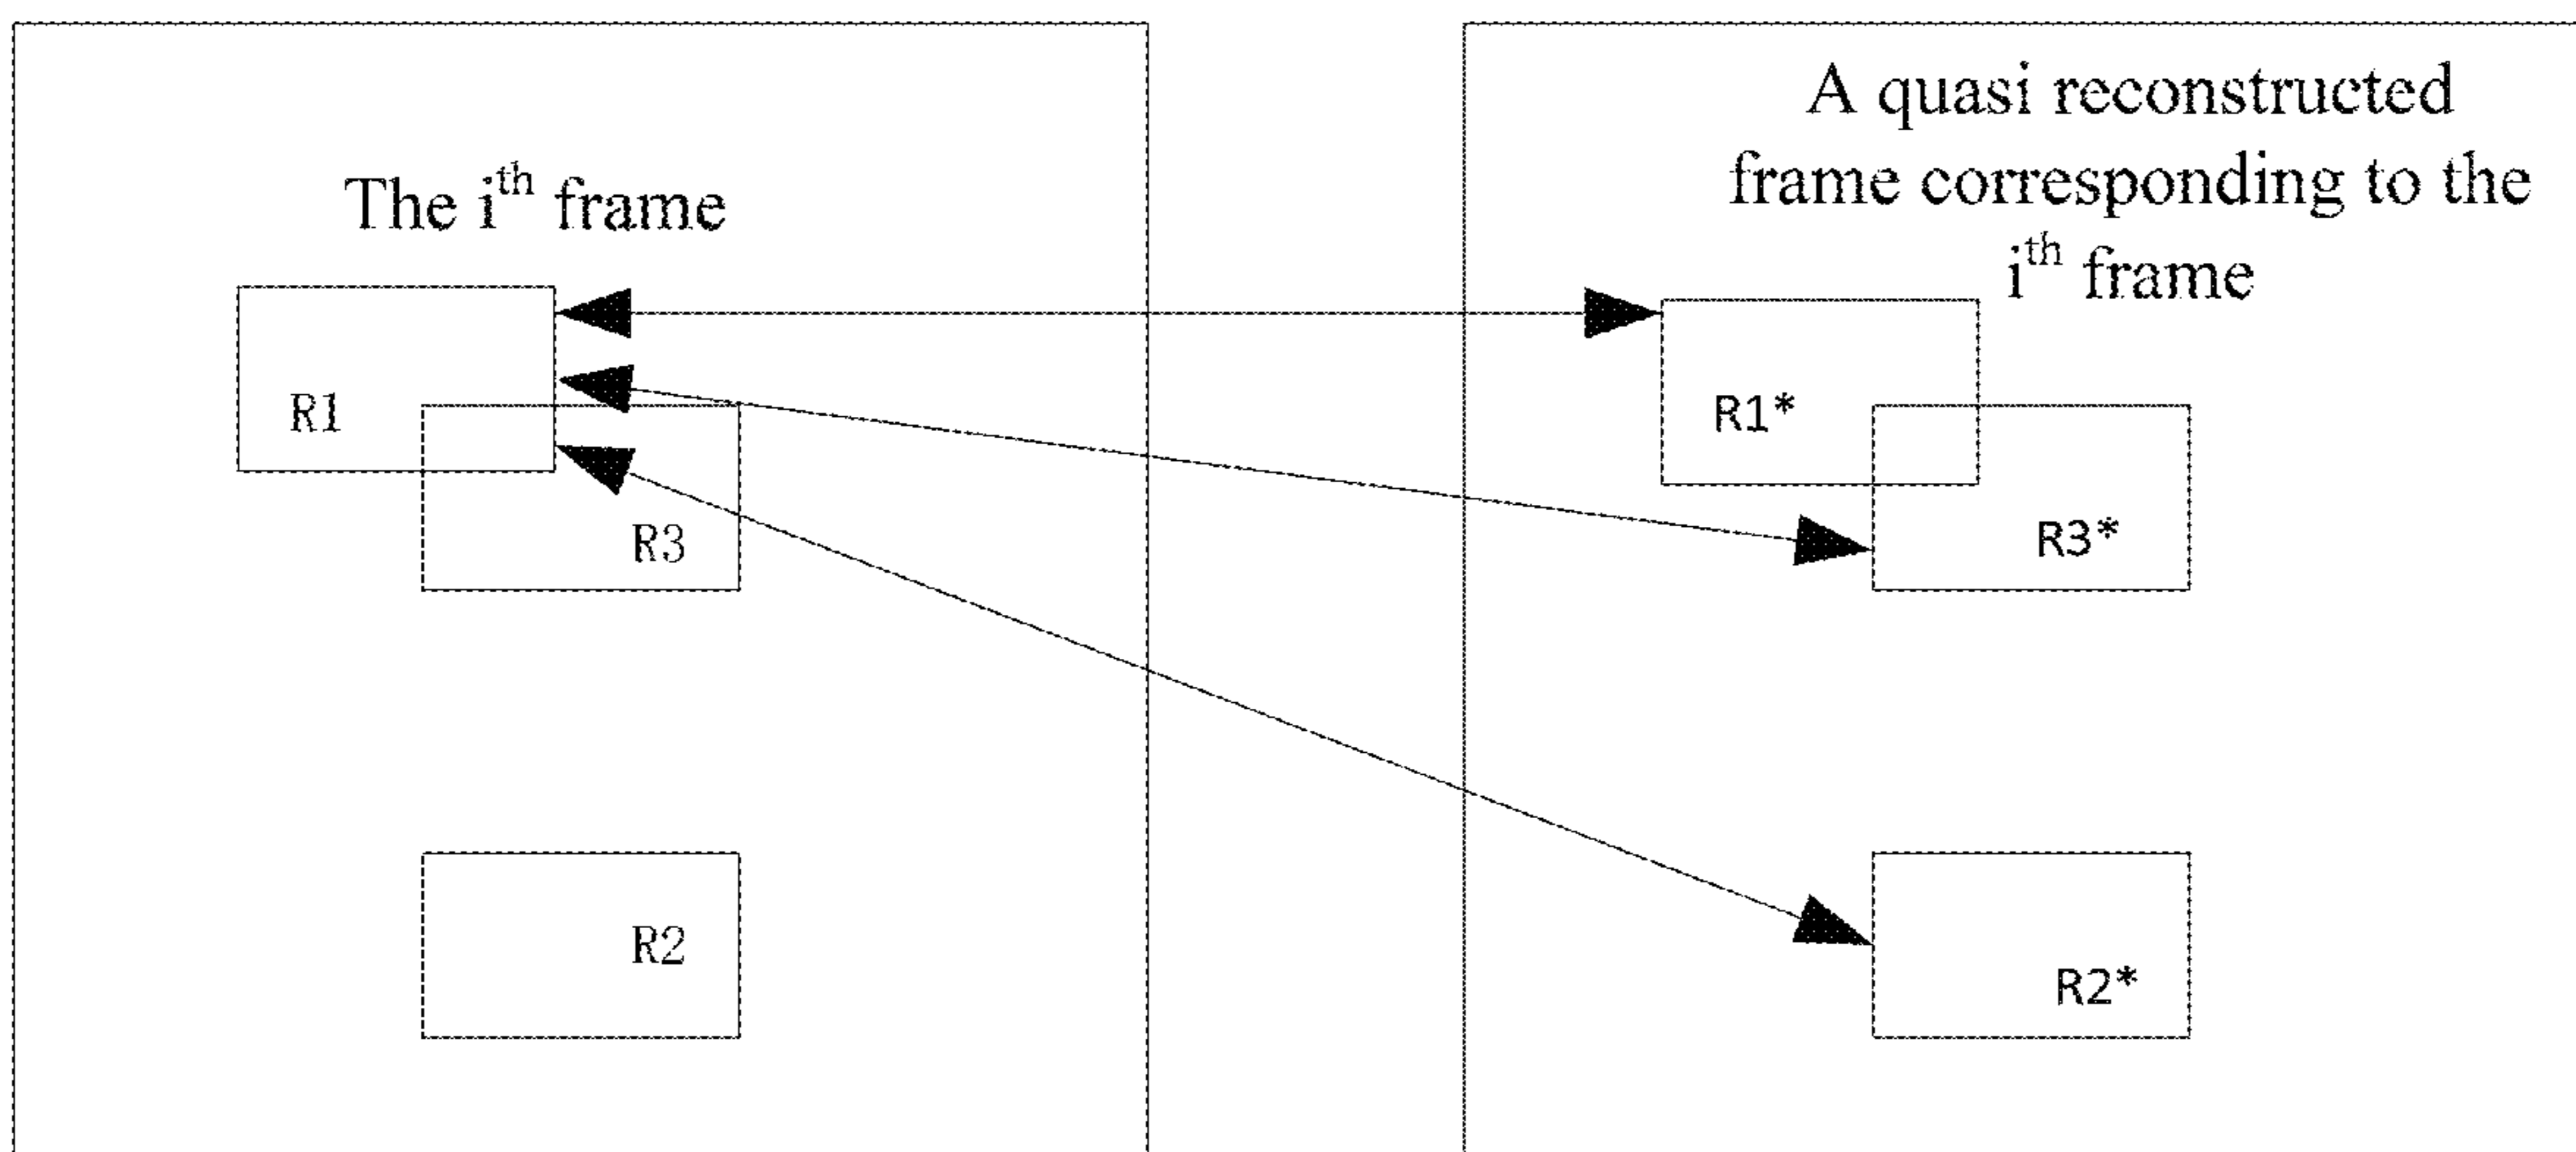 The iᵗʰ frame
R1
R3
R2
A quasi reconstructed
frame corresponding to the
iᵗʰ frame
R1*
R3*
R2*